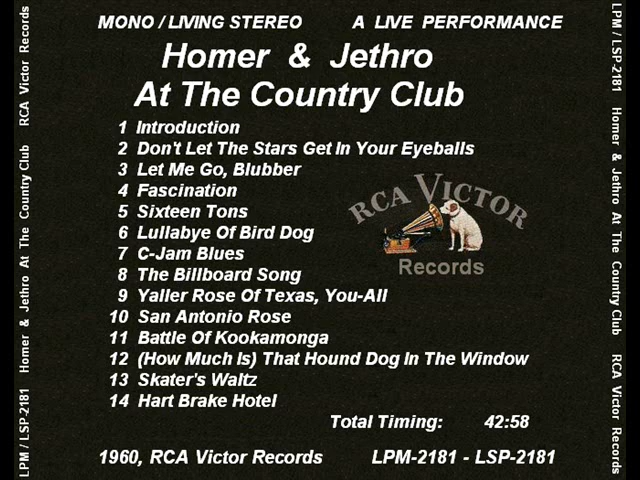 MONO / LIVING STEREO A LIVE PERFORMANCE
Homer & Jethro
At The Country Club
1 Introduction
2 Don't Let The Stars Get In Your Eyeballs
3 Let Me Go, Blubber
4 Fascination
5 Sixteen Tons
6 Lullabye Of Bird Dog
7 C-Jam Blues
8 The Billboard Song
9 Yaller Rose Of Texas, You-All
10 San Antonio Rose
11 Battle Of Kookamonga
12 (How Much Is) That Hound Dog In The Window
13 Skater's Waltz
14 Hart Brake Hotel
Total Timing: 42:58
1960, RCA Victor Records LPM-2181 - LSP-2181
RCA VICTOR
Records
LPM / LSP-2181 Homer & Jethro At The Country Club RCA Victor Records
LPM / LSP-2181 Homer & Jethro At The Country Club RCA Victor Records